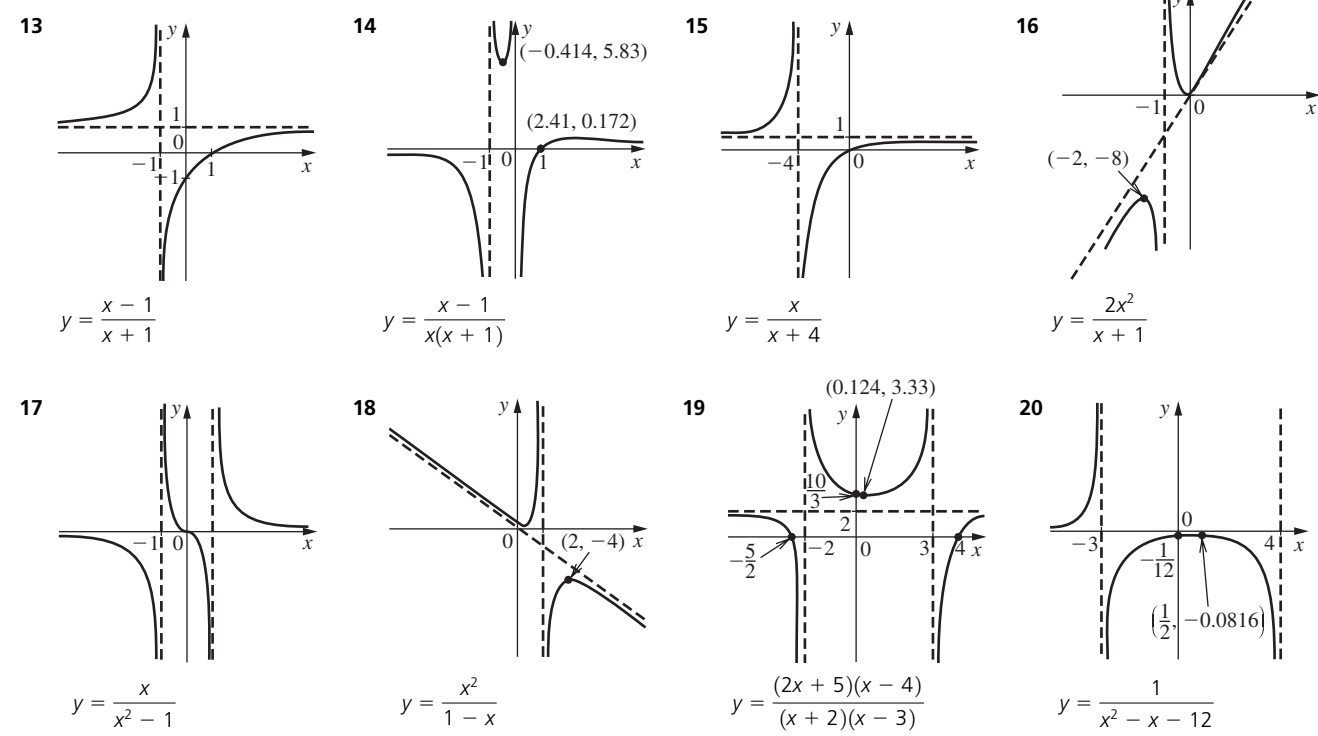 13
y
1
0
−1
−1
1
x
y = (x − 1)/(x + 1)
14
y
(−0.414, 5.83)
(2.41, 0.172)
−1
0
1
x
y = (x − 1)/(x(x + 1))
15
y
1
−4
0
x
y = x/(x + 4)
16
y
−1
0
x
(−2, −8)
y = 2x²/(x + 1)
17
y
−1
0
x
y = x/(x² − 1)
18
y
0
(2, −4)
x
y = x²/(1 − x)
19
(0.124, 3.33)
y
10/3
2
−5/2
−2
0
3
4
x
y = ((2x + 5)(x − 4))/((x + 2)(x − 3))
20
y
0
−3
4
x
−1/12
(1/2, −0.0816)
y = 1/(x² − x − 12)